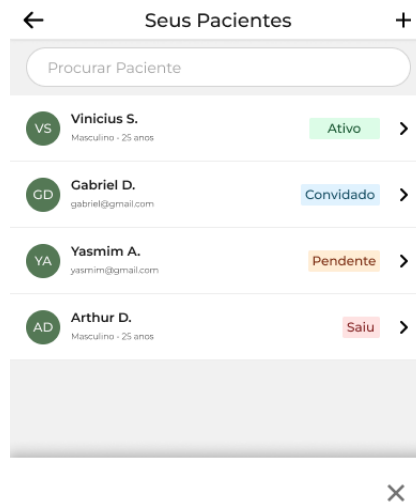 Seus Pacientes
Procurar Paciente
VS
Vinicius S.
Masculino - 25 anos
Ativo
GD
Gabriel D.
gabriel@gmail.com
Convidado
YA
Yasmim A.
yasmim@gmail.com
Pendente
AD
Arthur D.
Masculino - 25 anos
Saiu